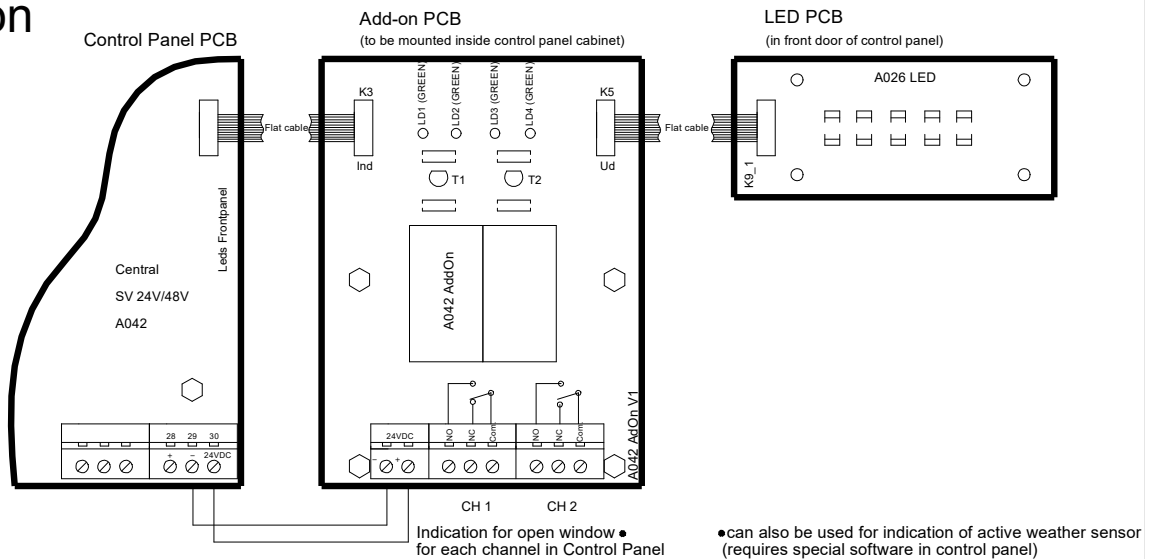 on
Control Panel PCB
Add-on PCB
(to be mounted inside control panel cabinet)
LED PCB
(in front door of control panel)
Flat cable
Leds Frontpanel
Central
SV 24V/48V
A042
28 29 30
+ − 24VDC
K3
Ind
LD1 (GREEN)
LD2 (GREEN)
LD3 (GREEN)
LD4 (GREEN)
K5
Ud
T1
T2
A042 AddOn
24VDC
− +
NO
NC
Com.
NO
NC
Com.
A042 AdOn V1
CH 1
CH 2
Flat cable
A026 LED
K9_1
Indication for open window ●
for each channel in Control Panel
●can also be used for indication of active weather sensor
(requires special software in control panel)